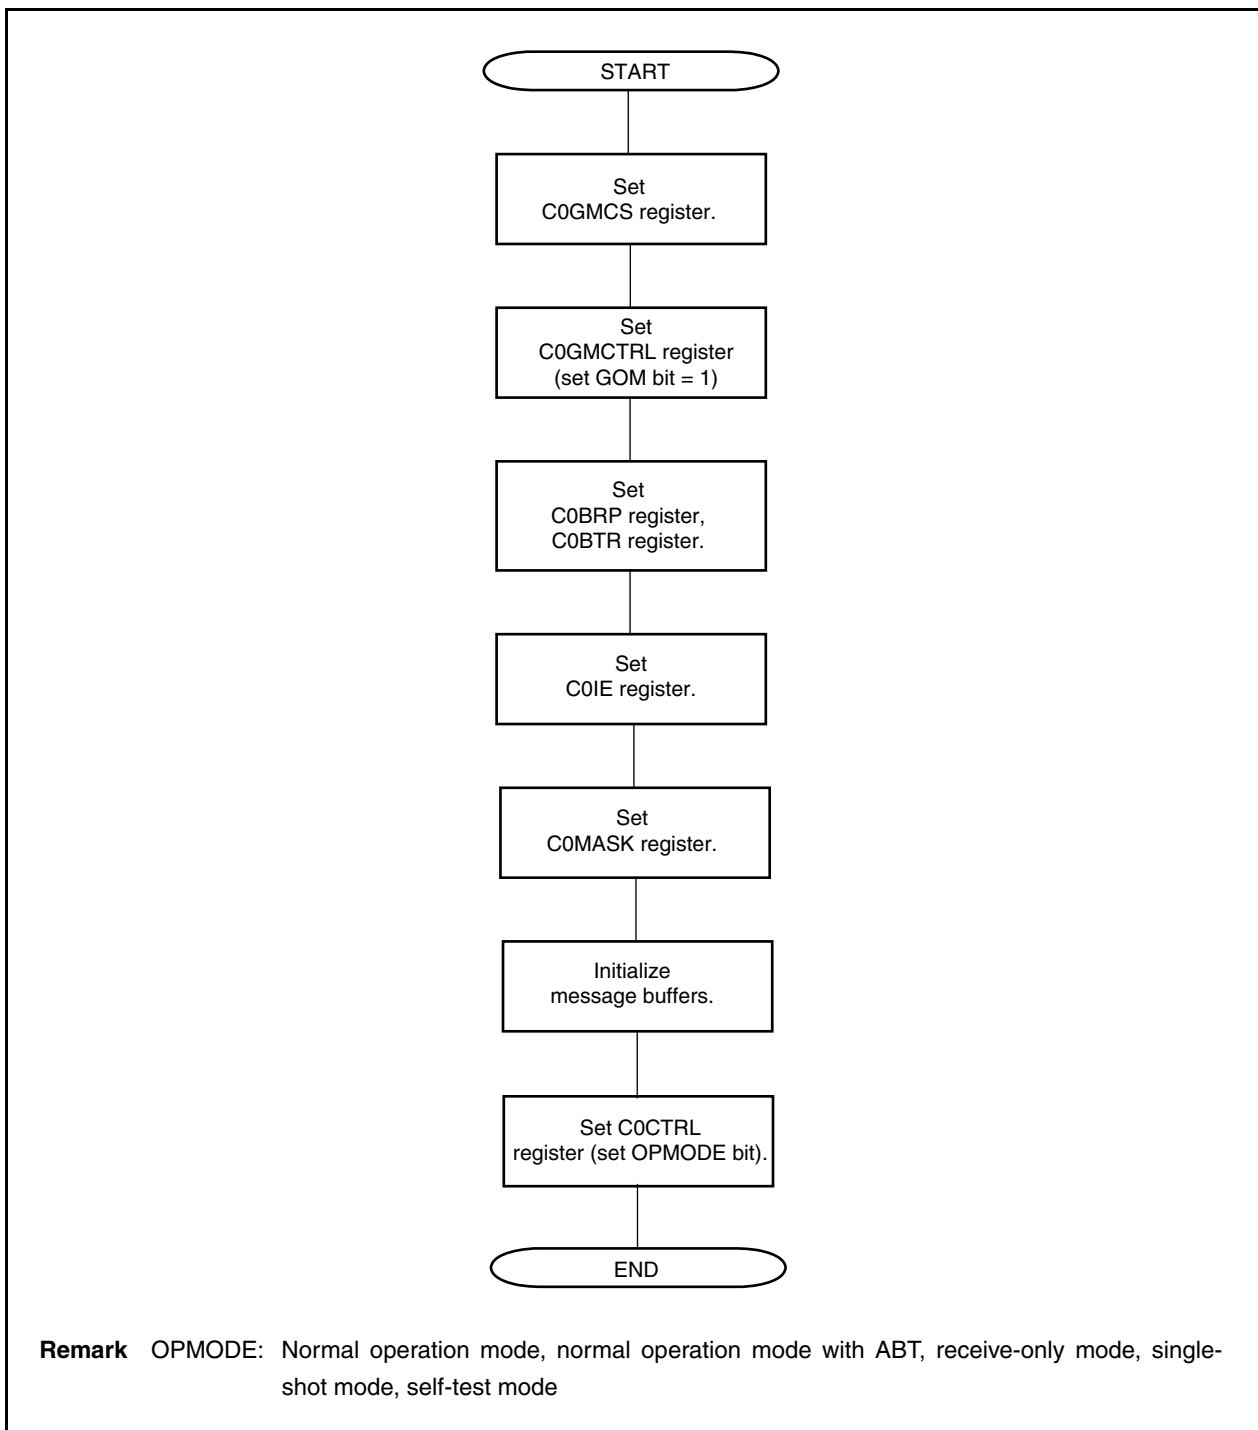 START
Set
C0GMCS register.
Set
C0GMCTRL register
(set GOM bit = 1)
Set
C0BRP register,
C0BTR register.
Set
C0IE register.
Set
C0MASK register.
Initialize
message buffers.
Set C0CTRL
register (set OPMODE bit).
END
Remark OPMODE: Normal operation mode, normal operation mode with ABT, receive-only mode, single-
shot mode, self-test mode